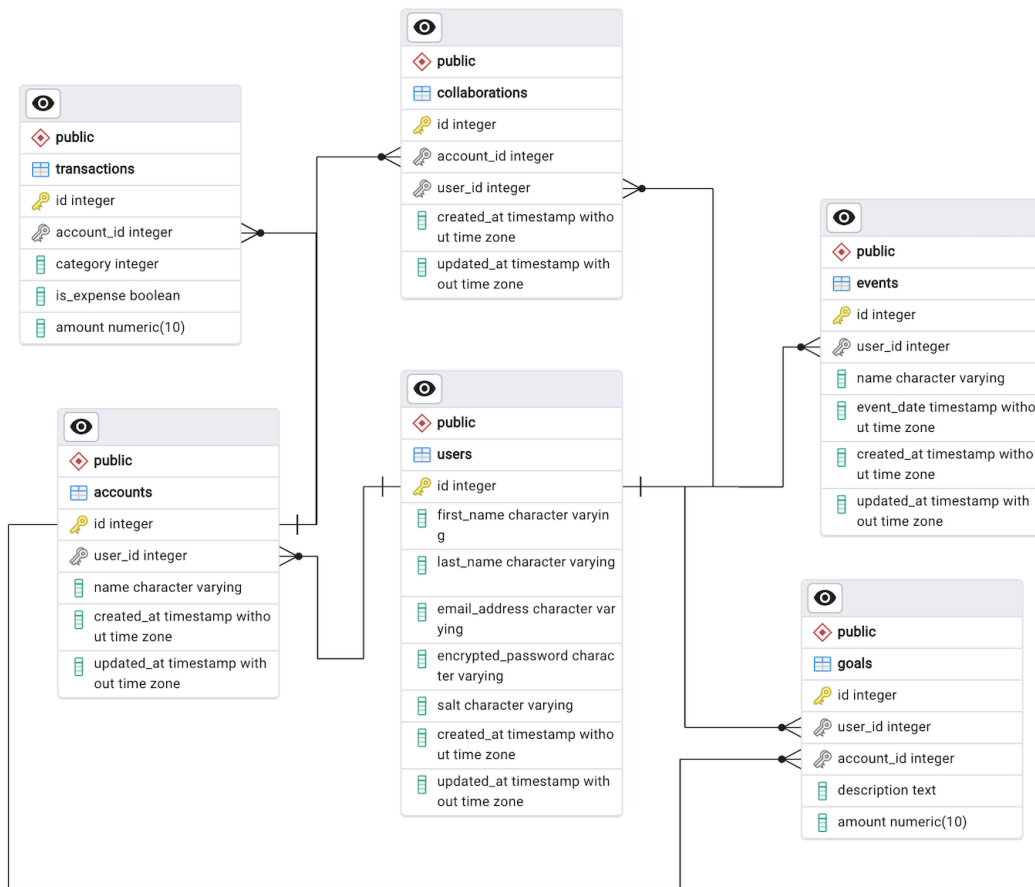 public
collaborations
id integer
account_id integer
user_id integer
created_at timestamp witho
ut time zone
updated_at timestamp with
out time zone
public
transactions
id integer
account_id integer
category integer
is_expense boolean
amount numeric(10)
public
events
id integer
user_id integer
name character varying
event_date timestamp witho
ut time zone
created_at timestamp witho
ut time zone
updated_at timestamp with
out time zone
public
accounts
id integer
user_id integer
name character varying
created_at timestamp witho
ut time zone
updated_at timestamp with
out time zone
public
users
id integer
first_name character varyin
g
last_name character varying
email_address character var
ying
encrypted_password charac
ter varying
salt character varying
created_at timestamp witho
ut time zone
updated_at timestamp with
out time zone
public
goals
id integer
user_id integer
account_id integer
description text
amount numeric(10)